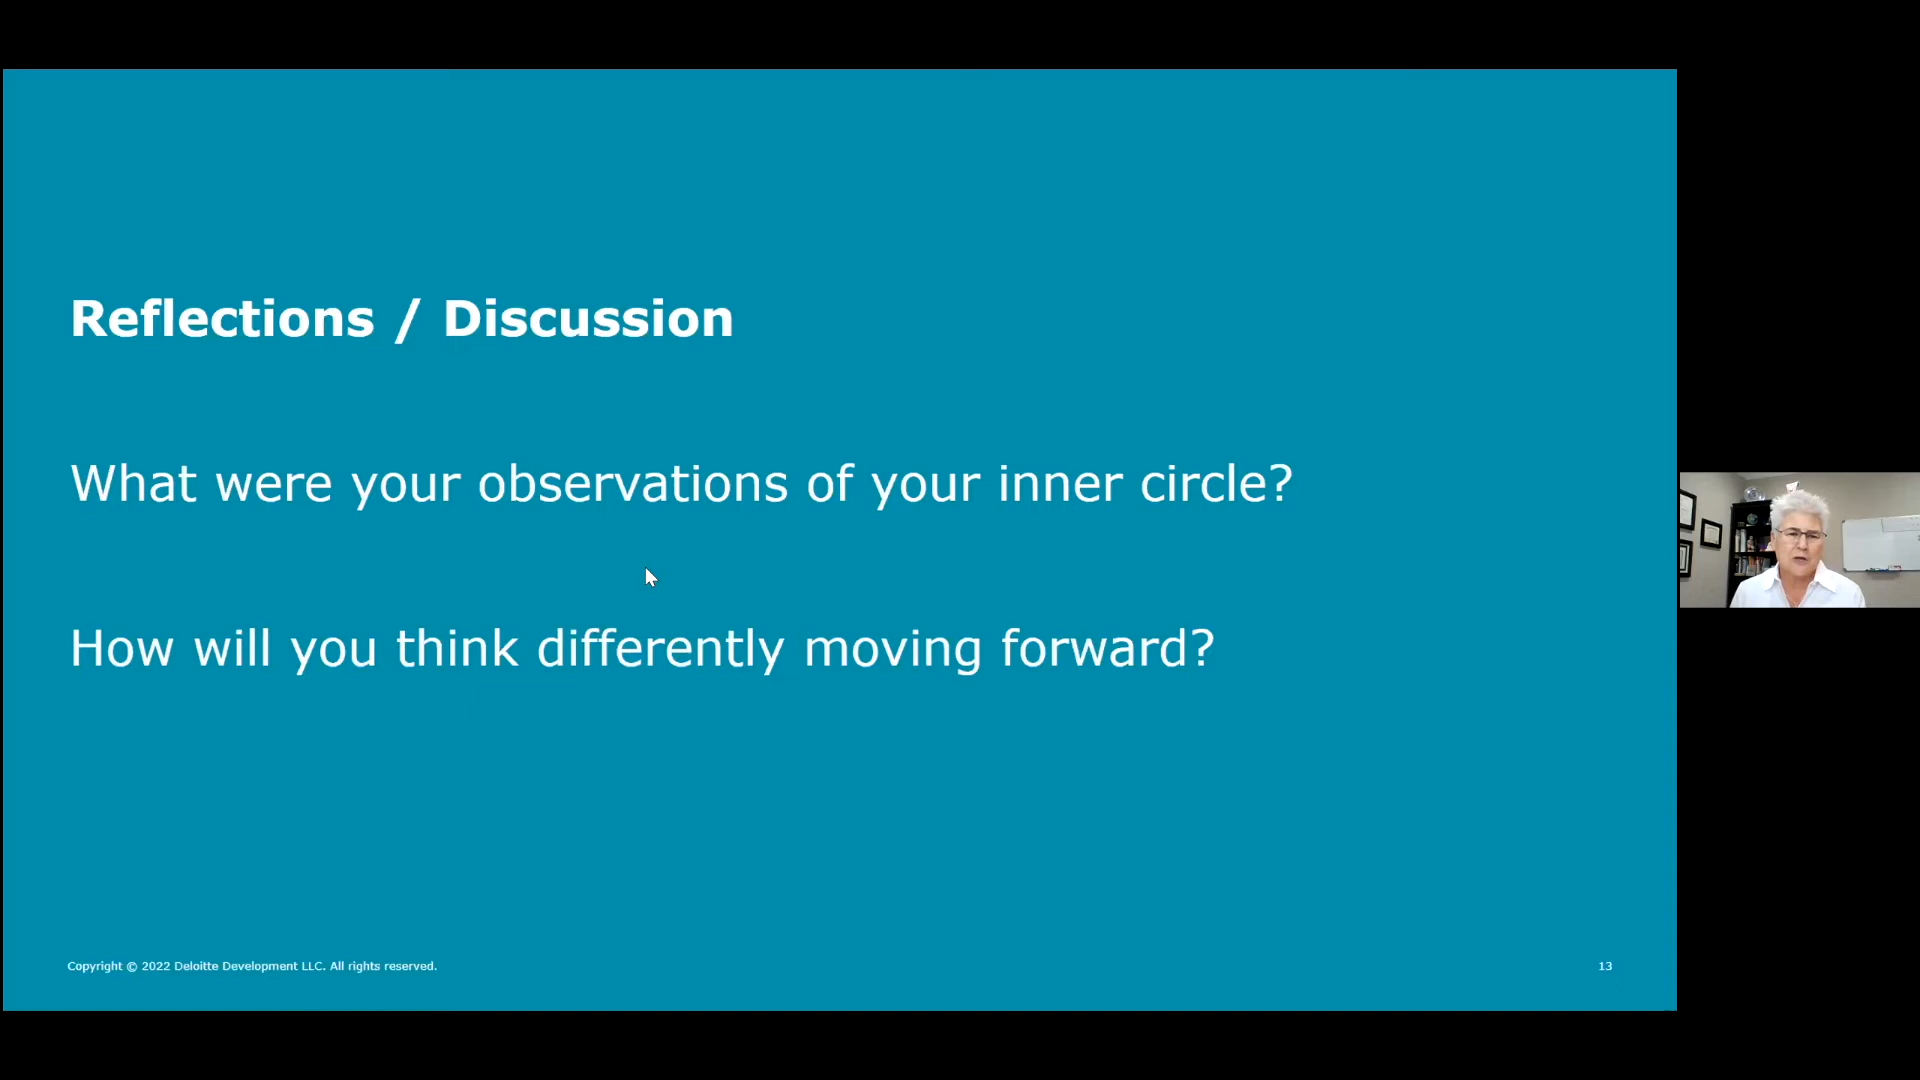 Reflections / Discussion
What were your observations of your inner circle?
How will you think differently moving forward?
Copyright © 2022 Deloitte Development LLC. All rights reserved.
13